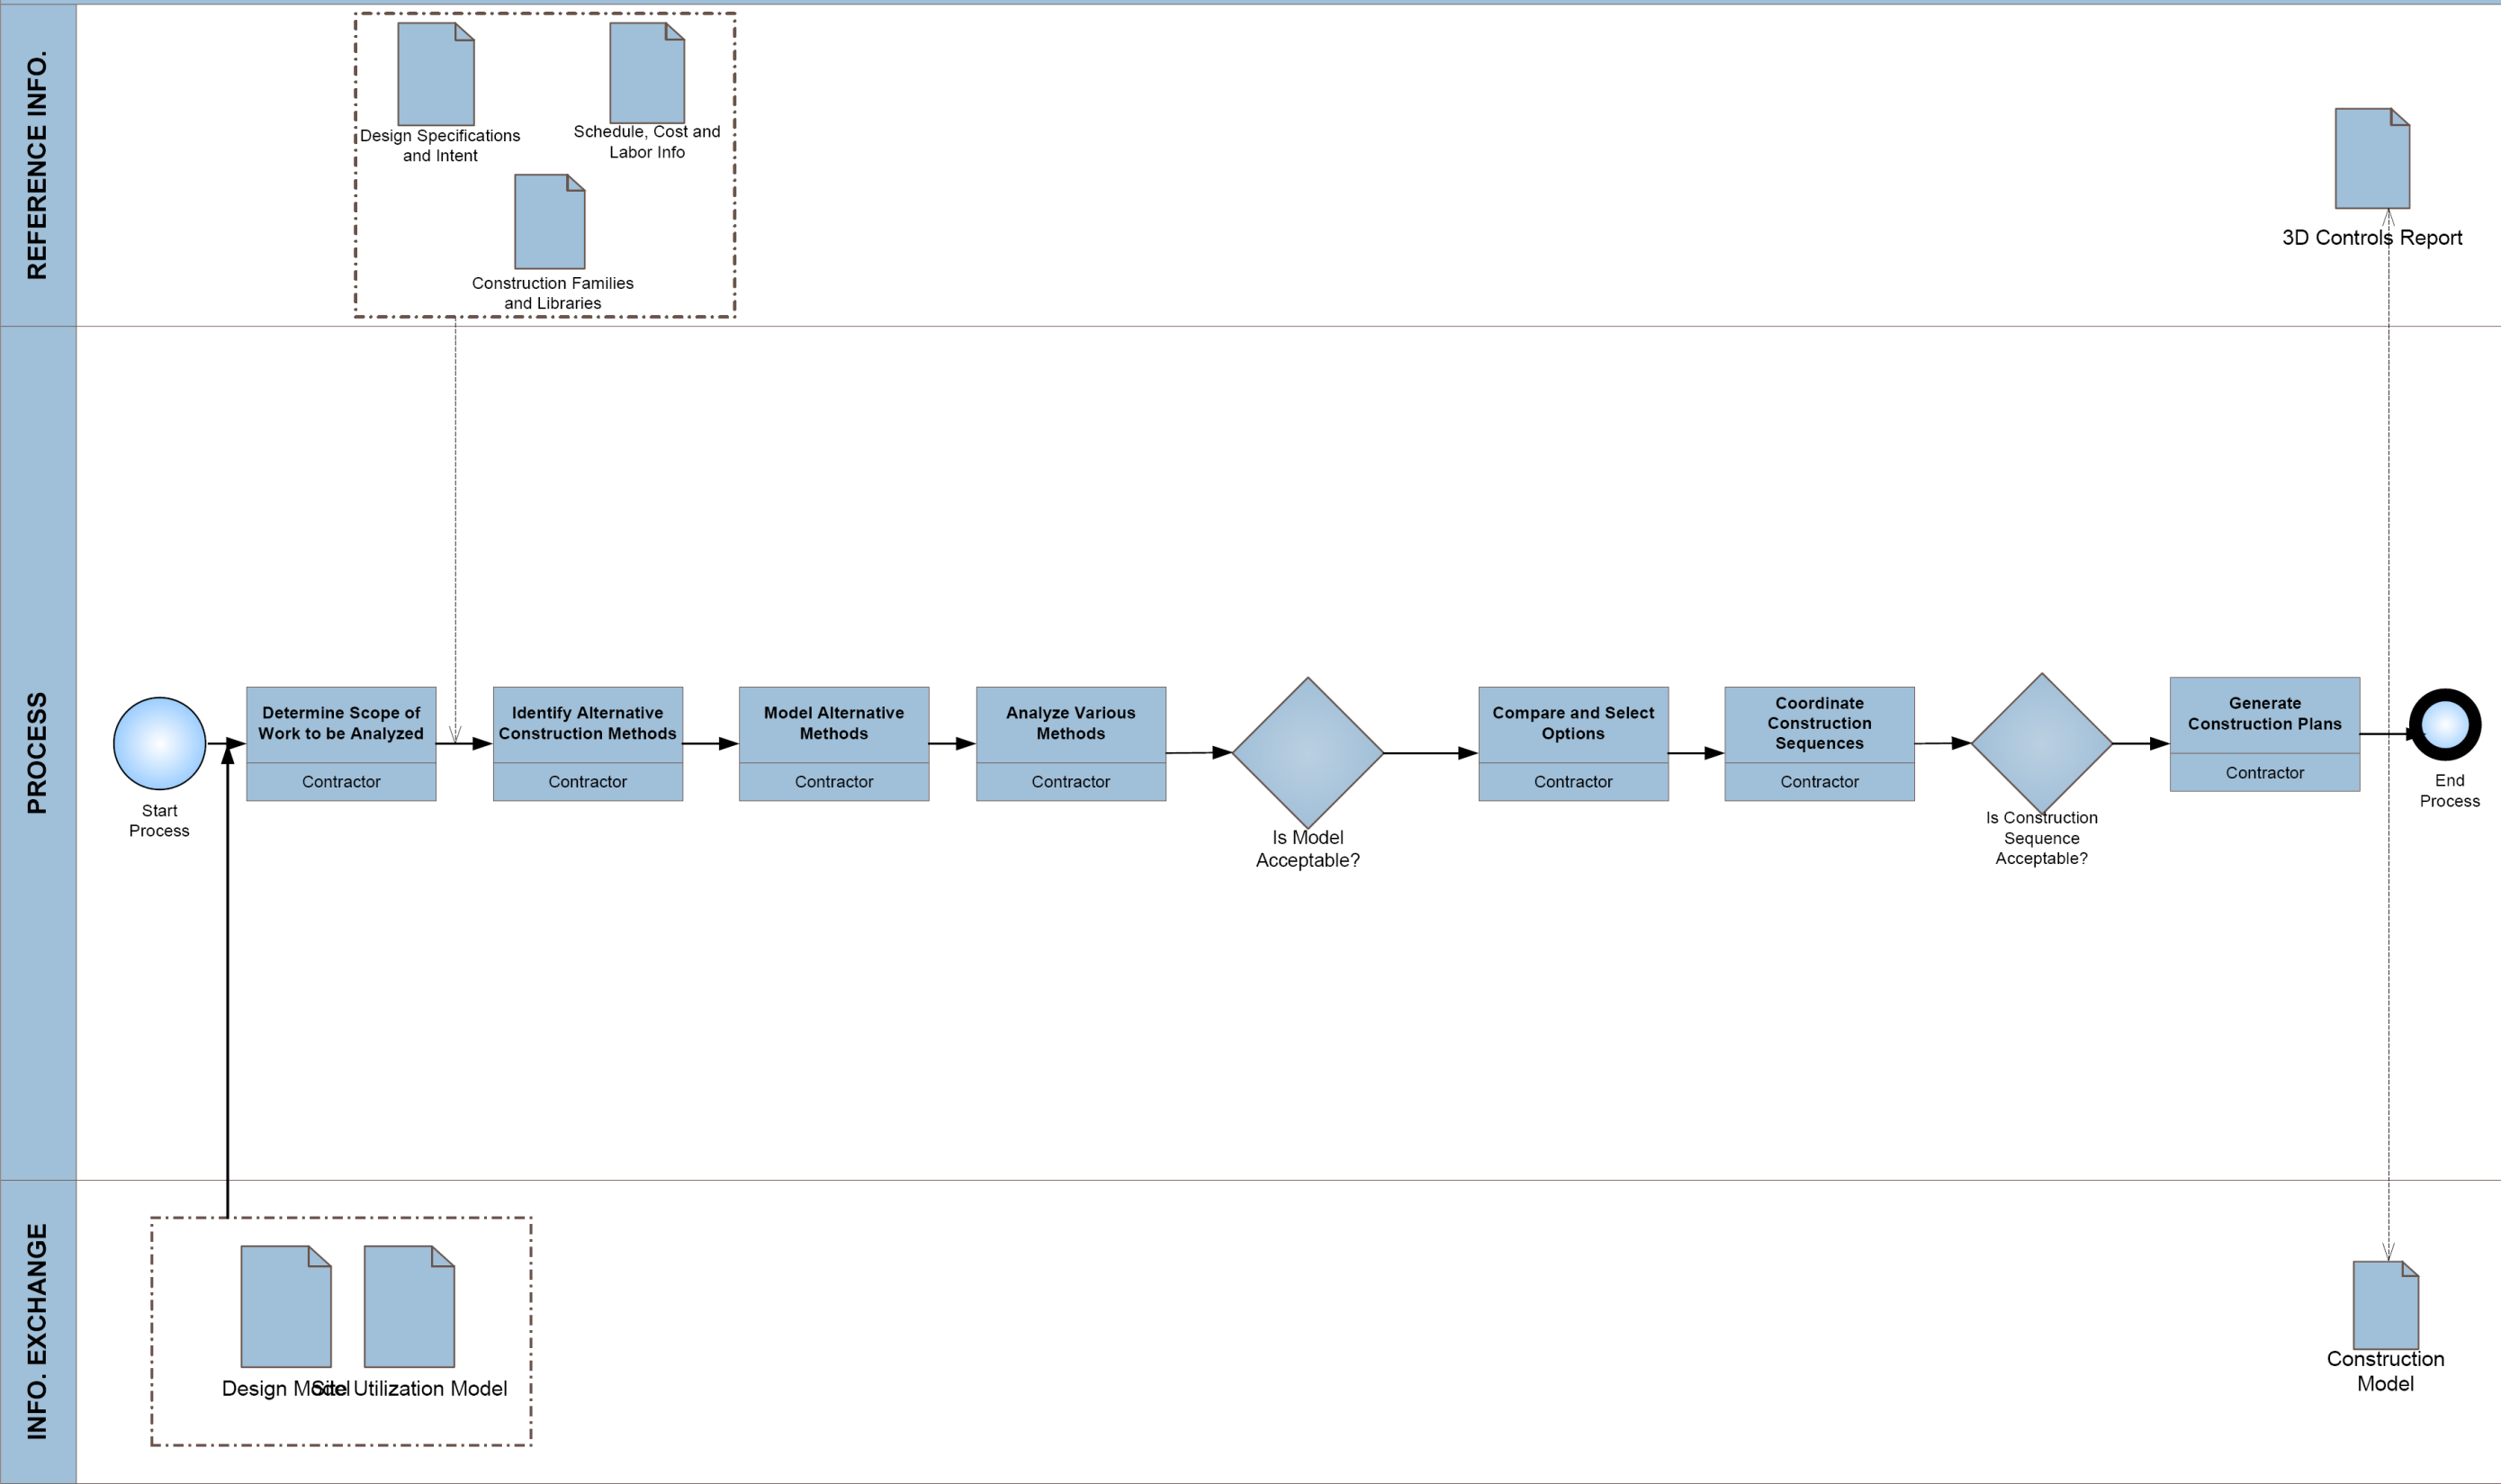 REFERENCE INFO.
Design Specifications
and Intent
Schedule, Cost and
Labor Info
Construction Families
and Libraries
3D Controls Report
PROCESS
Start
Process
Determine Scope of
Work to be Analyzed
Contractor
Identify Alternative
Construction Methods
Contractor
Model Alternative
Methods
Contractor
Analyze Various
Methods
Contractor
Is Model
Acceptable?
Compare and Select
Options
Contractor
Coordinate
Construction
Sequences
Contractor
Is Construction
Sequence
Acceptable?
Generate
Construction Plans
Contractor
End
Process
INFO. EXCHANGE
Design Model
Site Utilization Model
Construction
Model